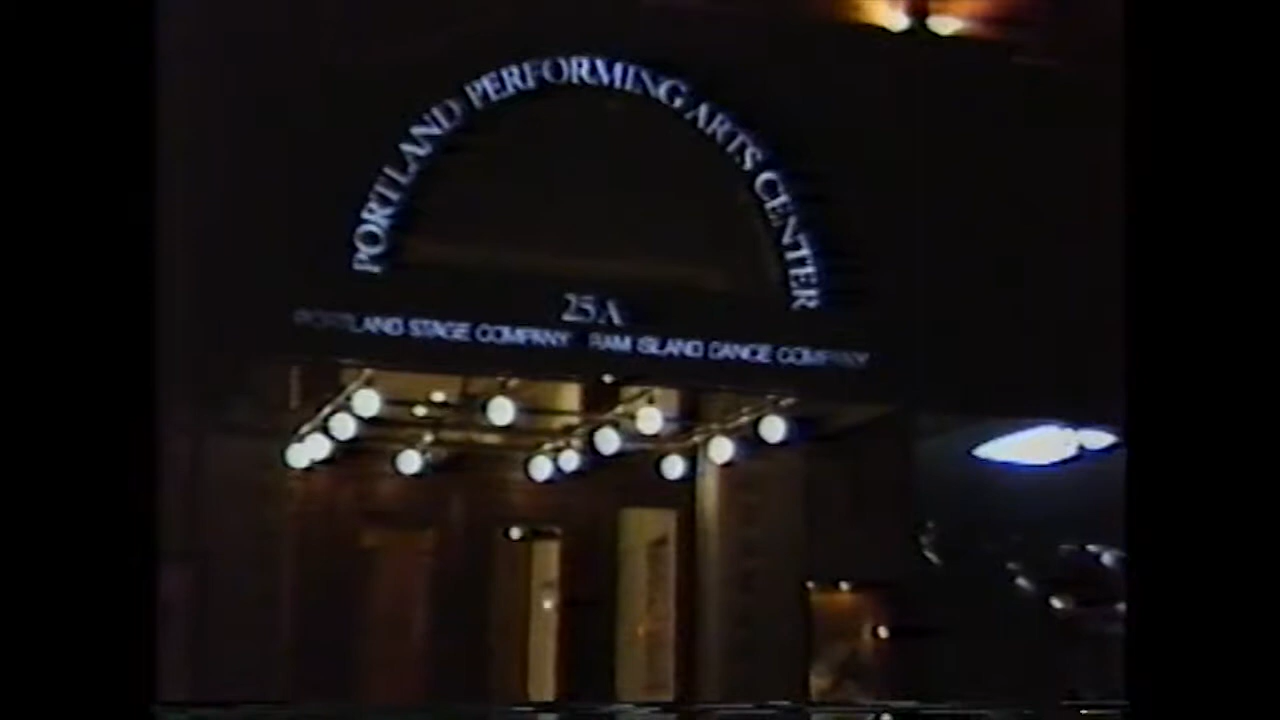 PORTLAND PERFORMING ARTS CENTER
25A
PORTLAND STAGE COMPANY RAM ISLAND DANCE COMPANY